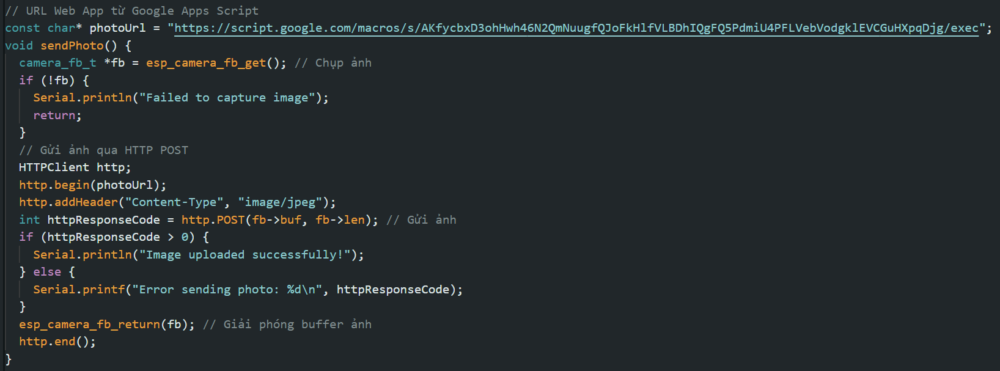 // URL Web App từ Google Apps Script
const char* photoUrl = "https://script.google.com/macros/s/AKfycbxD3ohHwh46N2QmNuugfQJoFkHlfVLBDhIQgFQ5PdmiU4PFLVebVodgklEVCGuHXpqDjg/exec";
void sendPhoto() {
  camera_fb_t *fb = esp_camera_fb_get(); // Chụp ảnh
  if (!fb) {
    Serial.println("Failed to capture image");
    return;
  }
  // Gửi ảnh qua HTTP POST
  HTTPClient http;
  http.begin(photoUrl);
  http.addHeader("Content-Type", "image/jpeg");
  int httpResponseCode = http.POST(fb->buf, fb->len); // Gửi ảnh
  if (httpResponseCode > 0) {
    Serial.println("Image uploaded successfully!");
  } else {
    Serial.printf("Error sending photo: %d\n", httpResponseCode);
  }
  esp_camera_fb_return(fb); // Giải phóng buffer ảnh
  http.end();
}